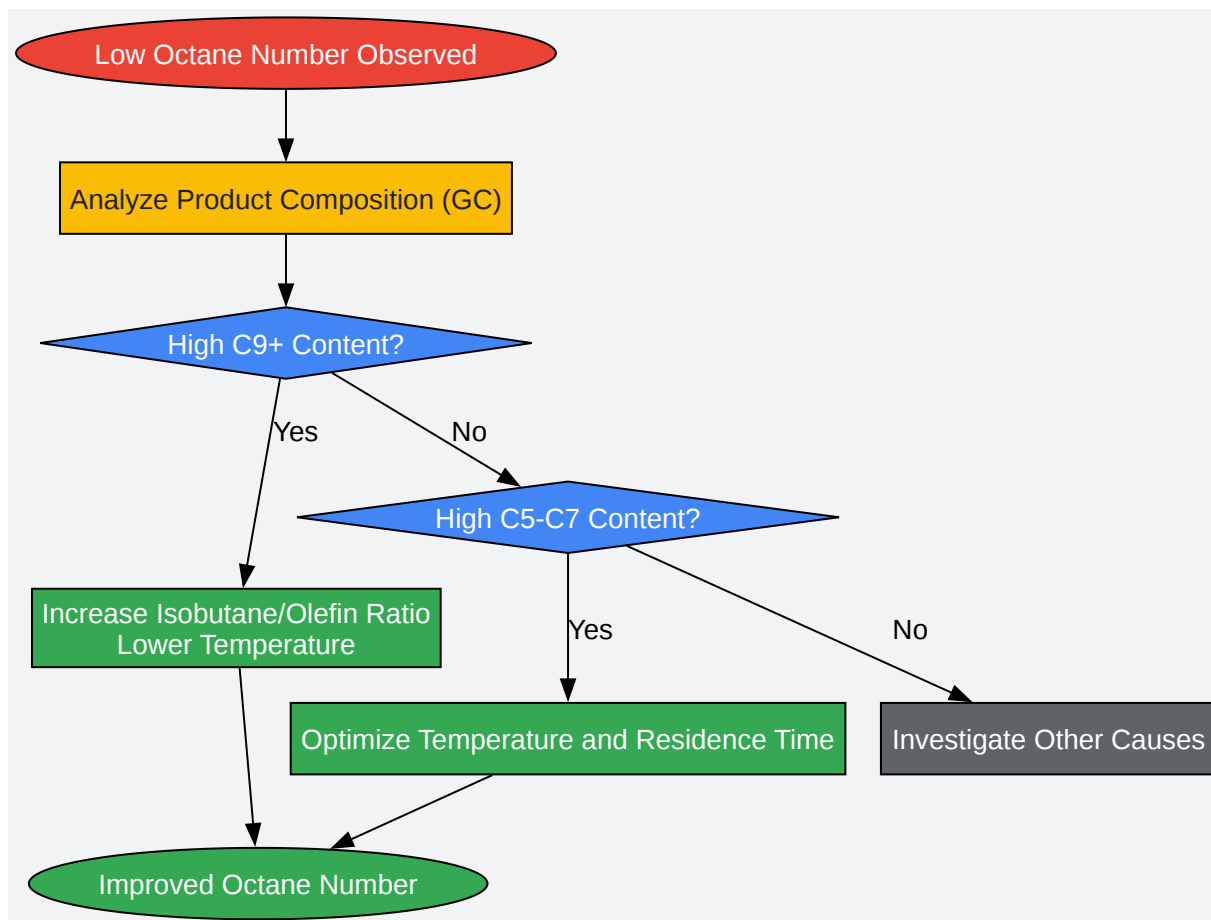 Low Octane Number Observed
Analyze Product Composition (GC)
High C9+ Content?
Yes
No
High C5-C7 Content?
Increase Isobutane/Olefin Ratio
Lower Temperature
Yes
No
Optimize Temperature and Residence Time
Investigate Other Causes
Improved Octane Number